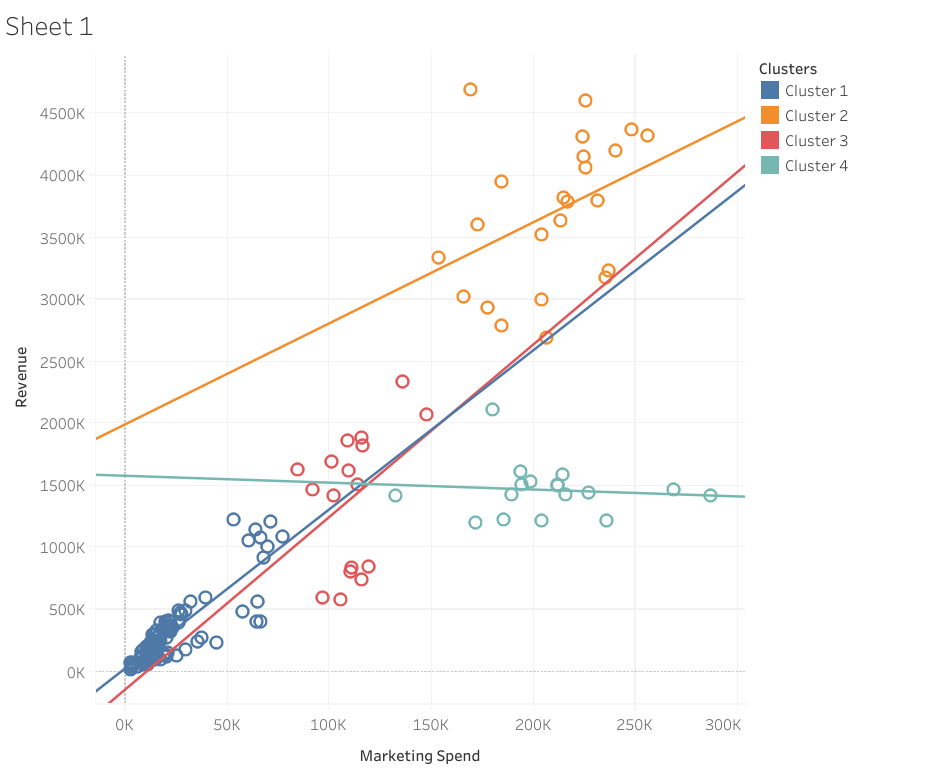 Sheet 1
Clusters
Cluster 1
Cluster 2
Cluster 3
Cluster 4
Revenue
4500K
4000K
3500K
3000K
2500K
2000K
1500K
1000K
500K
0K
0K 50K 100K 150K 200K 250K 300K
Marketing Spend